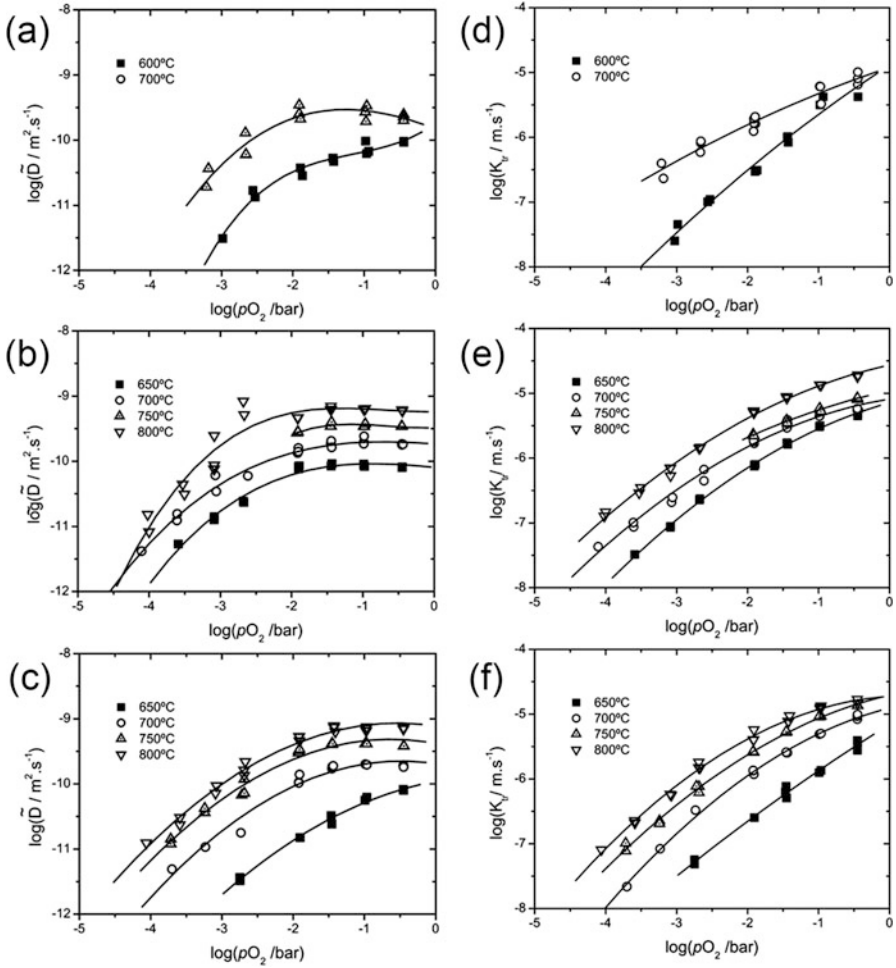 (a)
600ºC
700ºC
-8
-9
-10
-11
-12
log(D̃ / m².s⁻¹)
-5 -4 -3 -2 -1 0
log(pO₂ /bar)
(d)
600ºC
700ºC
-4
-5
-6
-7
-8
log(Kₜᵣ / m.s⁻¹)
-5 -4 -3 -2 -1 0
log(pO₂ /bar)
(b)
650ºC
700ºC
750ºC
800ºC
-8
-9
-10
-11
-12
log(D̃ / m².s⁻¹)
-5 -4 -3 -2 -1 0
log(pO₂ /bar)
(e)
650ºC
700ºC
750ºC
800ºC
-4
-5
-6
-7
-8
log(Kₜᵣ/ m.s⁻¹)
-5 -4 -3 -2 -1 0
log(pO₂ /bar)
(c)
650ºC
700ºC
750ºC
800ºC
-8
-9
-10
-11
-12
log(D̃ / m².s⁻¹)
-5 -4 -3 -2 -1 0
log(pO₂ /bar)
(f)
650ºC
700ºC
750ºC
800ºC
-4
-5
-6
-7
-8
log(Kₜᵣ / m.s⁻¹)
-5 -4 -3 -2 -1 0
log(pO₂ /bar)